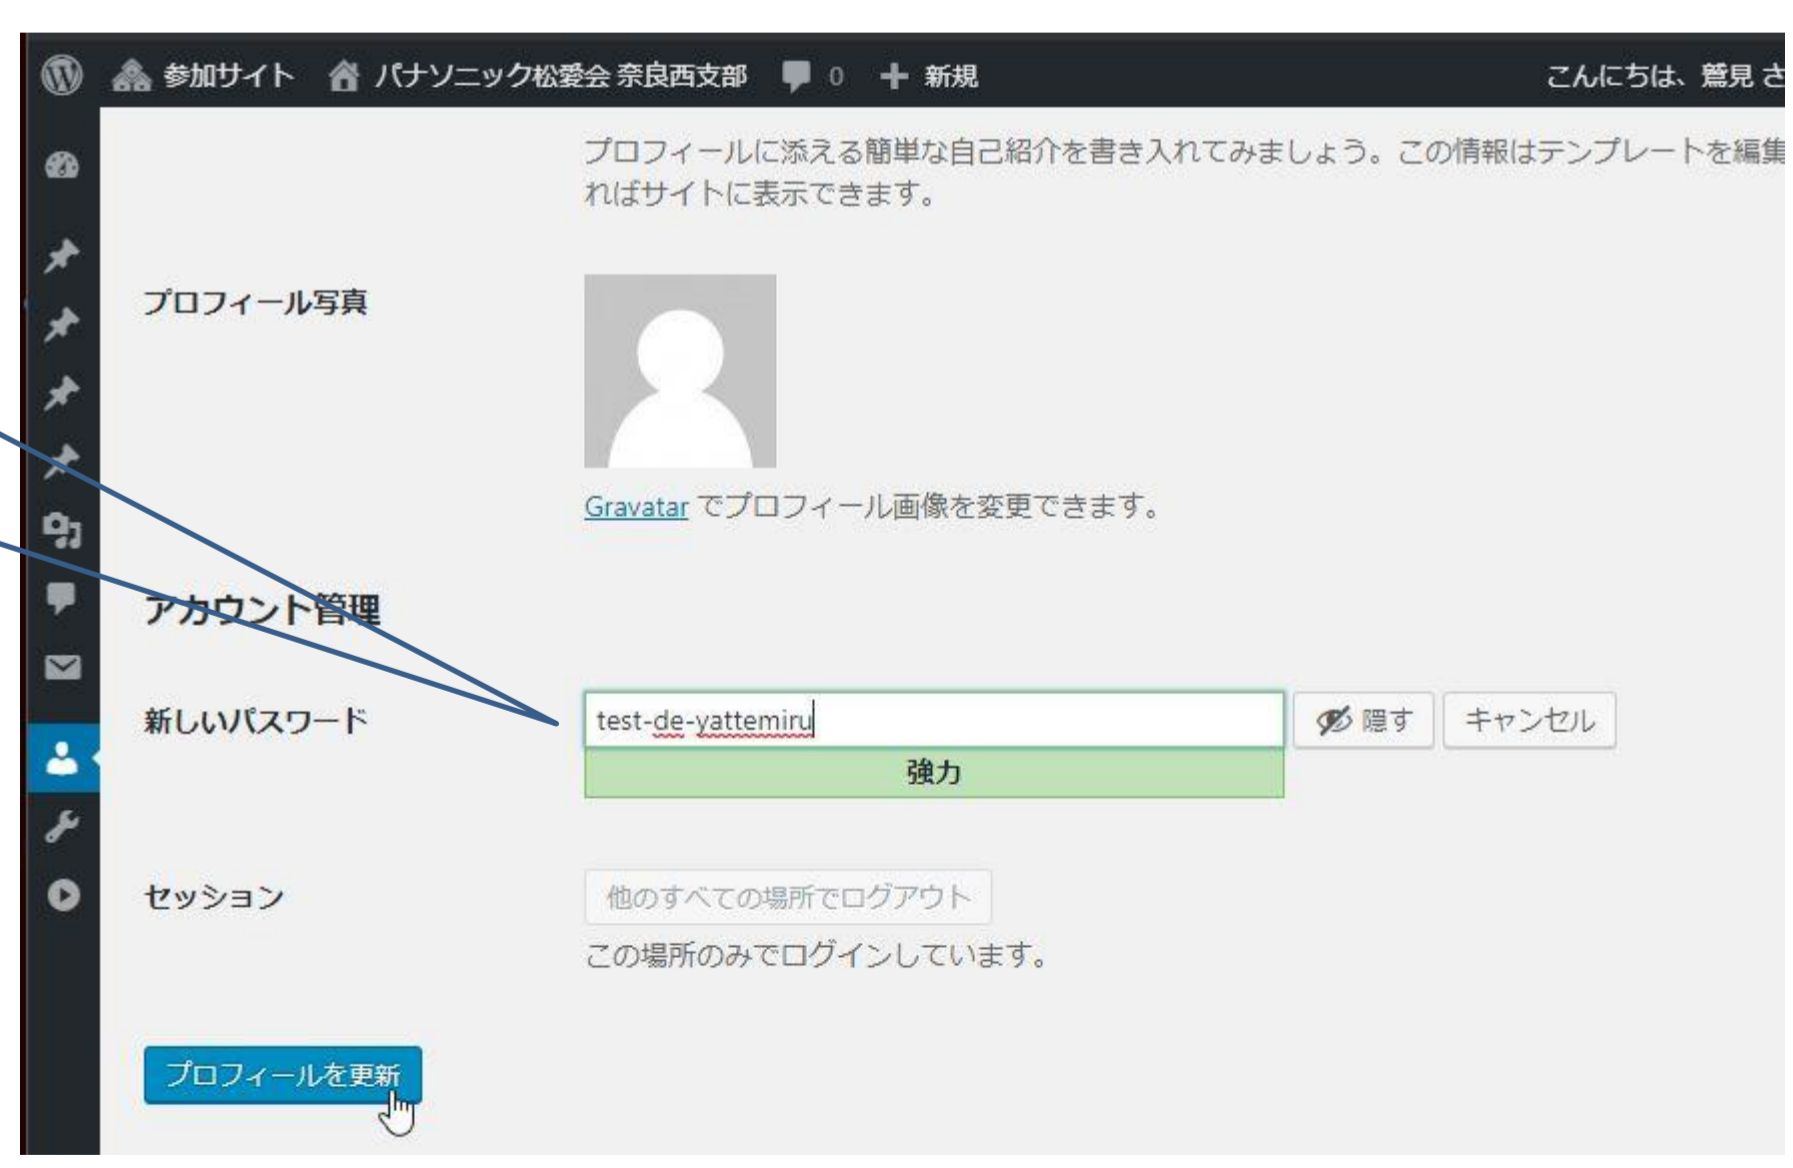 参加サイト パナソニック松愛会 奈良西支部 0 新規 こんにちは、鷲見 さ
プロフィールに添える簡単な自己紹介を書き入れてみましょう。この情報はテンプレートを編集
ればサイトに表示できます。
プロフィール写真
Gravatar でプロフィール画像を変更できます。
アカウント管理
新しいパスワード test-de-yattemiru 隠す キャンセル
強力
セッション 他のすべての場所でログアウト
この場所のみでログインしています。
プロフィールを更新